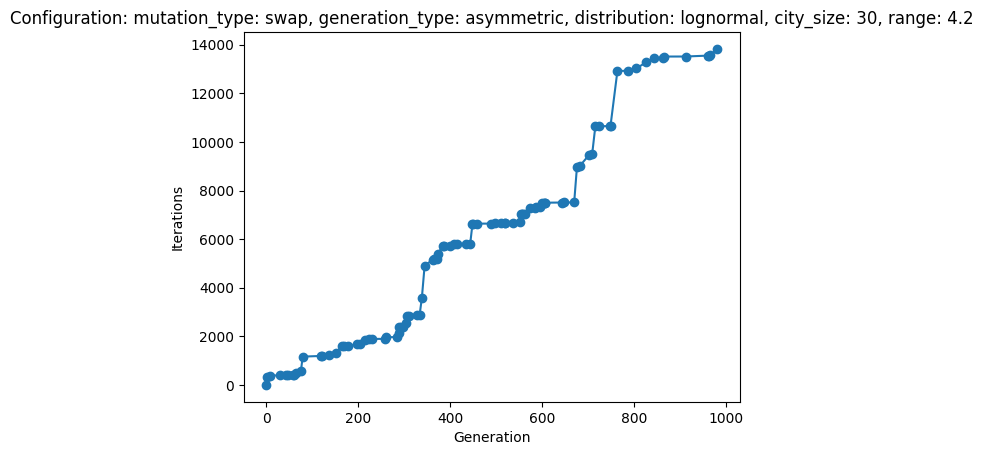 Configuration: mutation_type: swap, generation_type: asymmetric, distribution: lognormal, city_size: 30, range: 4.2
14000
12000
10000
8000
6000
4000
2000
0
Iterations
0 200 400 600 800 1000
Generation